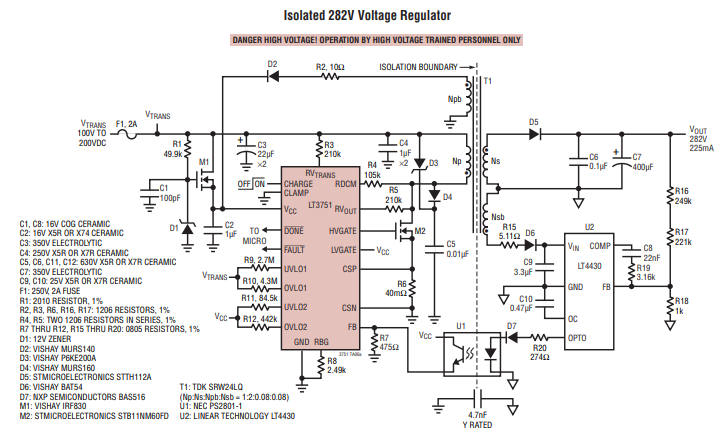 Isolated 282V Voltage Regulator
DANGER HIGH VOLTAGE! OPERATION BY HIGH VOLTAGE TRAINED PERSONNEL ONLY
D2
R2, 10Ω
ISOLATION BOUNDARY
T1
Npb
VTRANS
100V TO
200VDC
F1, 2A
VTRANS
R1
49.9k
M1
C1
100pF
D1
C2
1µF
+
C3
22µF
×2
R3
210k
C4
1µF
×2
D3
R4
105k
R5
210k
D4
Np
Ns
Nsb
D5
C6
0.1µF
+
C7
400µF
VOUT
282V
225mA
OFF ON
RVTRANS
CHARGE
CLAMP
LT3751
VCC
DONE
FAULT
UVLO1
OVLO1
UVLO2
OVLO2
GND RBG
RDCM
RVOUT
HVGATE
LVGATE
CSP
CSN
FB
3751 TA06a
TO
MICRO
R9, 2.7M
VTRANS
R10, 4.3M
R11, 84.5k
VCC
R12, 442k
M2
VCC
C5
0.01µF
R6
40mΩ
R7
475Ω
R8
2.49k
R15
5.11Ω
D6
C9
3.3µF
C10
0.47µF
U2
VIN
COMP
LT4430
GND
FB
OC
OPTO
C8
22nF
R19
3.16k
R16
249k
R17
221k
R18
1k
VCC
U1
D7
R20
274Ω
4.7nF
Y RATED
C1, C8: 16V COG CERAMIC
C2: 16V X5R OR X74 CERAMIC
C3: 350V ELECTROLYTIC
C4: 250V X5R OR X7R CERAMIC
C5, C6, C11, C12: 630V X5R OR X7R CERAMIC
C7: 350V ELECTROLYTIC
C9, C10: 25V X5R OR X7R CERAMIC
F1: 250V, 2A FUSE
R1: 2010 RESISTOR, 1%
R2, R3, R6, R16, R17: 1206 RESISTORS, 1%
R4, R5: TWO 1206 RESISTORS IN SERIES, 1%
R7 THRU R12, R15 THRU R20: 0805 RESISTORS, 1%
D1: 12V ZENER
D2: VISHAY MURS140
D3: VISHAY P6KE200A
D4: VISHAY MURS160
D5: STMICROELECTRONICS STTH112A
D6: VISHAY BAT54
D7: NXP SEMICONDUCTORS BAS516
M1: VISHAY IRF830
M2: STMICROELECTRONICS STB11NM60FD
T1: TDK SRW24LQ
(Np:Ns:Npb:Nsb = 1:2:0.08:0.08)
U1: NEC PS2801-1
U2: LINEAR TECHNOLOGY LT4430